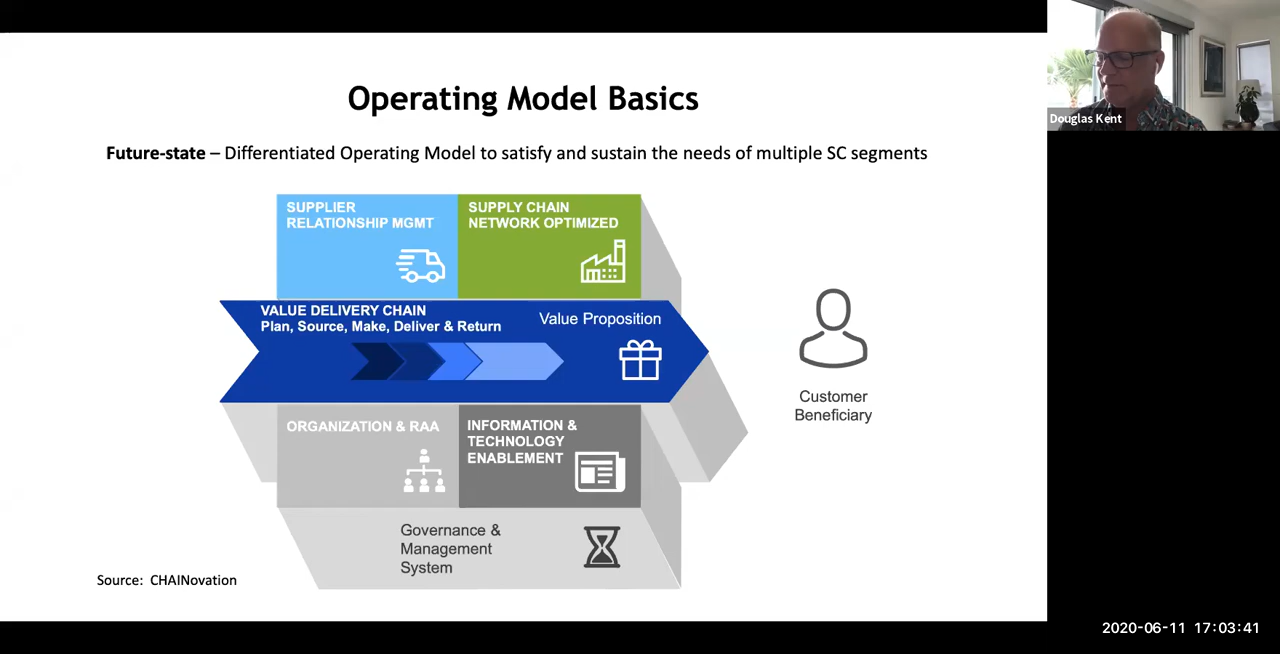 Operating Model Basics
Future-state – Differentiated Operating Model to satisfy and sustain the needs of multiple SC segments
SUPPLIER
RELATIONSHIP MGMT
SUPPLY CHAIN
NETWORK OPTIMIZED
VALUE DELIVERY CHAIN
Plan, Source, Make, Deliver & Return
Value Proposition
Customer
Beneficiary
ORGANIZATION & RAA
INFORMATION &
TECHNOLOGY
ENABLEMENT
Governance &
Management
System
Source: CHAINovation
Douglas Kent
2020-06-11 17:03:41